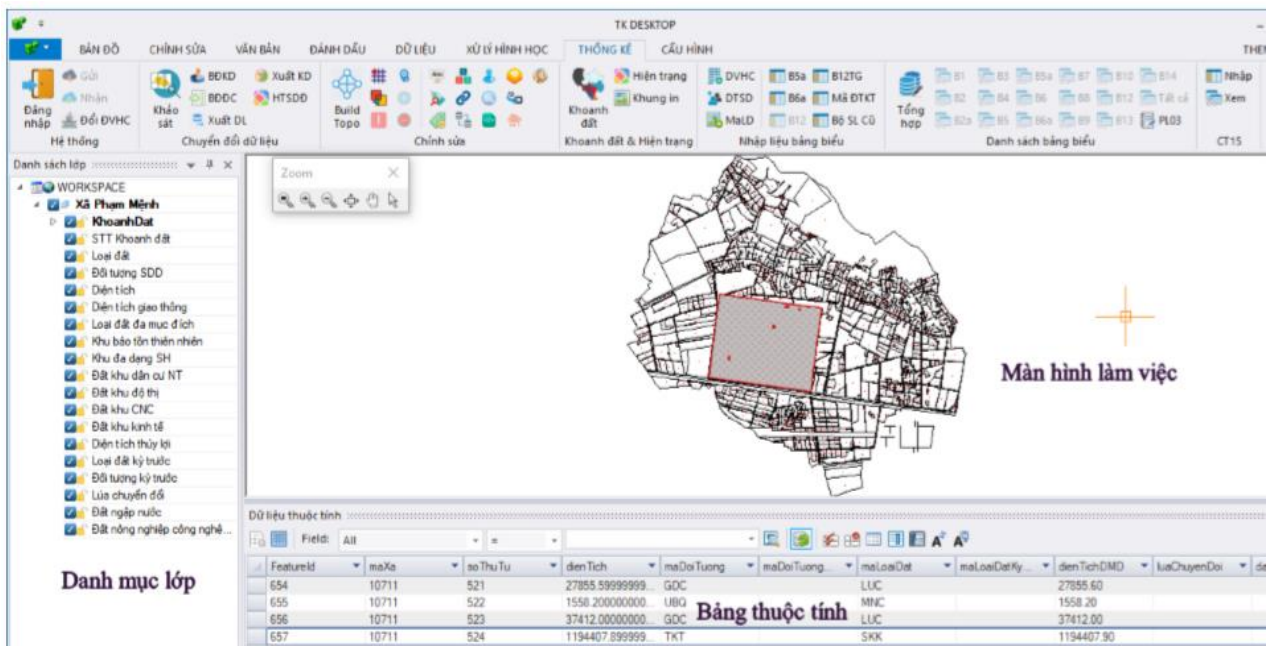 TK DESKTOP
BẢN ĐỒ CHỈNH SỬA VĂN BẢN ĐÁNH DẤU DỮ LIỆU XỬ LÝ HÌNH HỌC THỐNG KÊ CẤU HÌNH THEM
Gửi BĐKD Xuất KD Hiện trạng DVHC B5a B12TG B1 B3 B5a B7 B10 B14 Nhập
Nhận BĐDC HTSDĐ Khung in DTSD B6a Mã ĐTKT B2 B4 B6 B8 B12 Tất cả Xem
Đổi ĐVHC Xuất DL MaLD B12 Bộ SL Cũ B2a B5 B6a B9 B13 PL03
Đăng nhập Khảo sát Build Topo Khoanh đất Tổng hợp
Hệ thống Chuyển đổi dữ liệu Chỉnh sửa Khoanh đất & Hiện trạng Nhập liệu bảng biểu Danh sách bảng biểu CT15
Danh sách lớp
Zoom
WORKSPACE
Xã Phạm Mệnh
KhoanhDat
STT Khoanh đất
Loại đất
Đối tượng SDD
Diện tích
Diện tích giao thông
Loại đất đa mục đích
Khu bảo tồn thiên nhiên
Khu đa dạng SH
Đất khu dân cư NT
Đất khu đô thị
Đất khu CNC
Đất khu kinh tế
Diện tích thủy lợi
Loại đất kỳ trước
Đối tượng kỳ trước
Lúa chuyển đổi
Đất ngập nước
Đất nông nghiệp công nghệ...
Danh mục lớp
Màn hình làm việc
Dữ liệu thuộc tính
Field: All =
FeatureId maXa soThuTu dienTich maDoiTuong maDoiTuong... maLoaiDat maLoaiDatKy... dienTichDMD luaChuyenDoi
654 10711 521 27855.59999999... GDC LUC 27855.60
655 10711 522 1558.200000000... UBQ MNC 1558.20
656 10711 523 37412.00000000... GDC LUC 37412.00
657 10711 524 1194407.899999... TKT SKK 1194407.90
Bảng thuộc tính